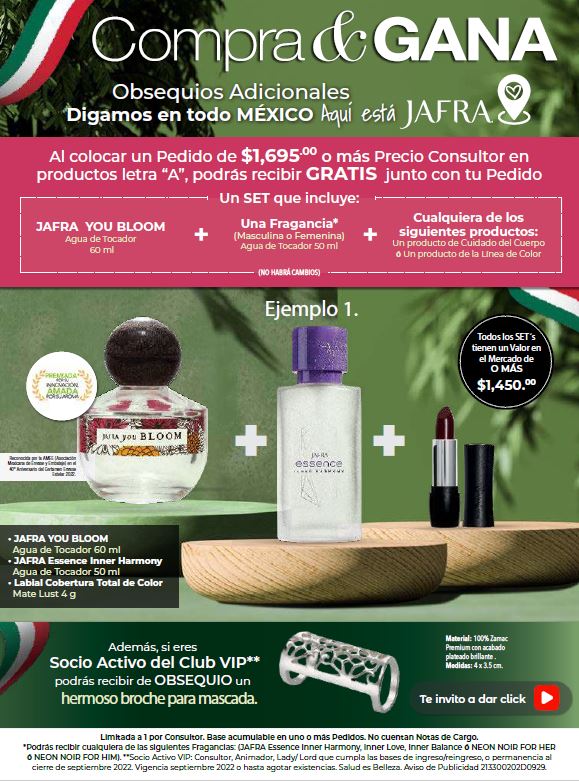 Compra & GANA
Obsequios Adicionales
Digamos en todo MÉXICO Aquí está JAFRA
Al colocar un Pedido de $1,695.00 o más Precio Consultor en
productos letra “A”, podrás recibir GRATIS junto con tu Pedido
Un SET que incluye:
JAFRA YOU BLOOM
Agua de Tocador
60 ml
+
Una Fragancia*
(Masculina o Femenina)
Agua de Tocador 50 ml
+
Cualquiera de los
siguientes productos:
Un producto de Cuidado del Cuerpo
ó Un producto de la Línea de Color
(NO HABRÁ CAMBIOS)
Ejemplo 1.
Todos los SET´s
tienen un Valor en
el Mercado de
O MÁS
$1,450.00
PREMIADA
POR SU
INNOVACIÓN,
AMADA
POR SU AROMA
Reconocida por la AMEE (Asociación
Mexicana de Envase y Embalaje) en el
40° Aniversario del Certamen Envase
Estelar 2022.
JAFRA you BLOOM
+
JAFRA
essence
INNER HARMONY
+
• JAFRA YOU BLOOM
Agua de Tocador 60 ml
• JAFRA Essence Inner Harmony
Agua de Tocador 50 ml
• Labial Cobertura Total de Color
Mate Lust 4 g
Además, si eres
Socio Activo del Club VIP**
podrás recibir de OBSEQUIO un
hermoso broche para mascada.
Material: 100% Zamac
Premium con acabado
plateado brillante .
Medidas: 4 x 3.5 cm.
Te invito a dar click
Limitada a 1 por Consultor. Base acumulable en uno o más Pedidos. No cuentan Notas de Cargo.
*Podrás recibir cualquiera de las siguientes Fragancias: (JAFRA Essence Inner Harmony, Inner Love, Inner Balance ó NEON NOIR FOR HER
ó NEON NOIR FOR HIM). **Socio Activo VIP: Consultor, Animador, Lady/ Lord que cumpla las bases de ingreso/reingreso, o permanencia al
cierre de septiembre 2022. Vigencia septiembre 2022 o hasta agotar existencias. Salud es Belleza. Aviso de Publicidad 213300202D0929.